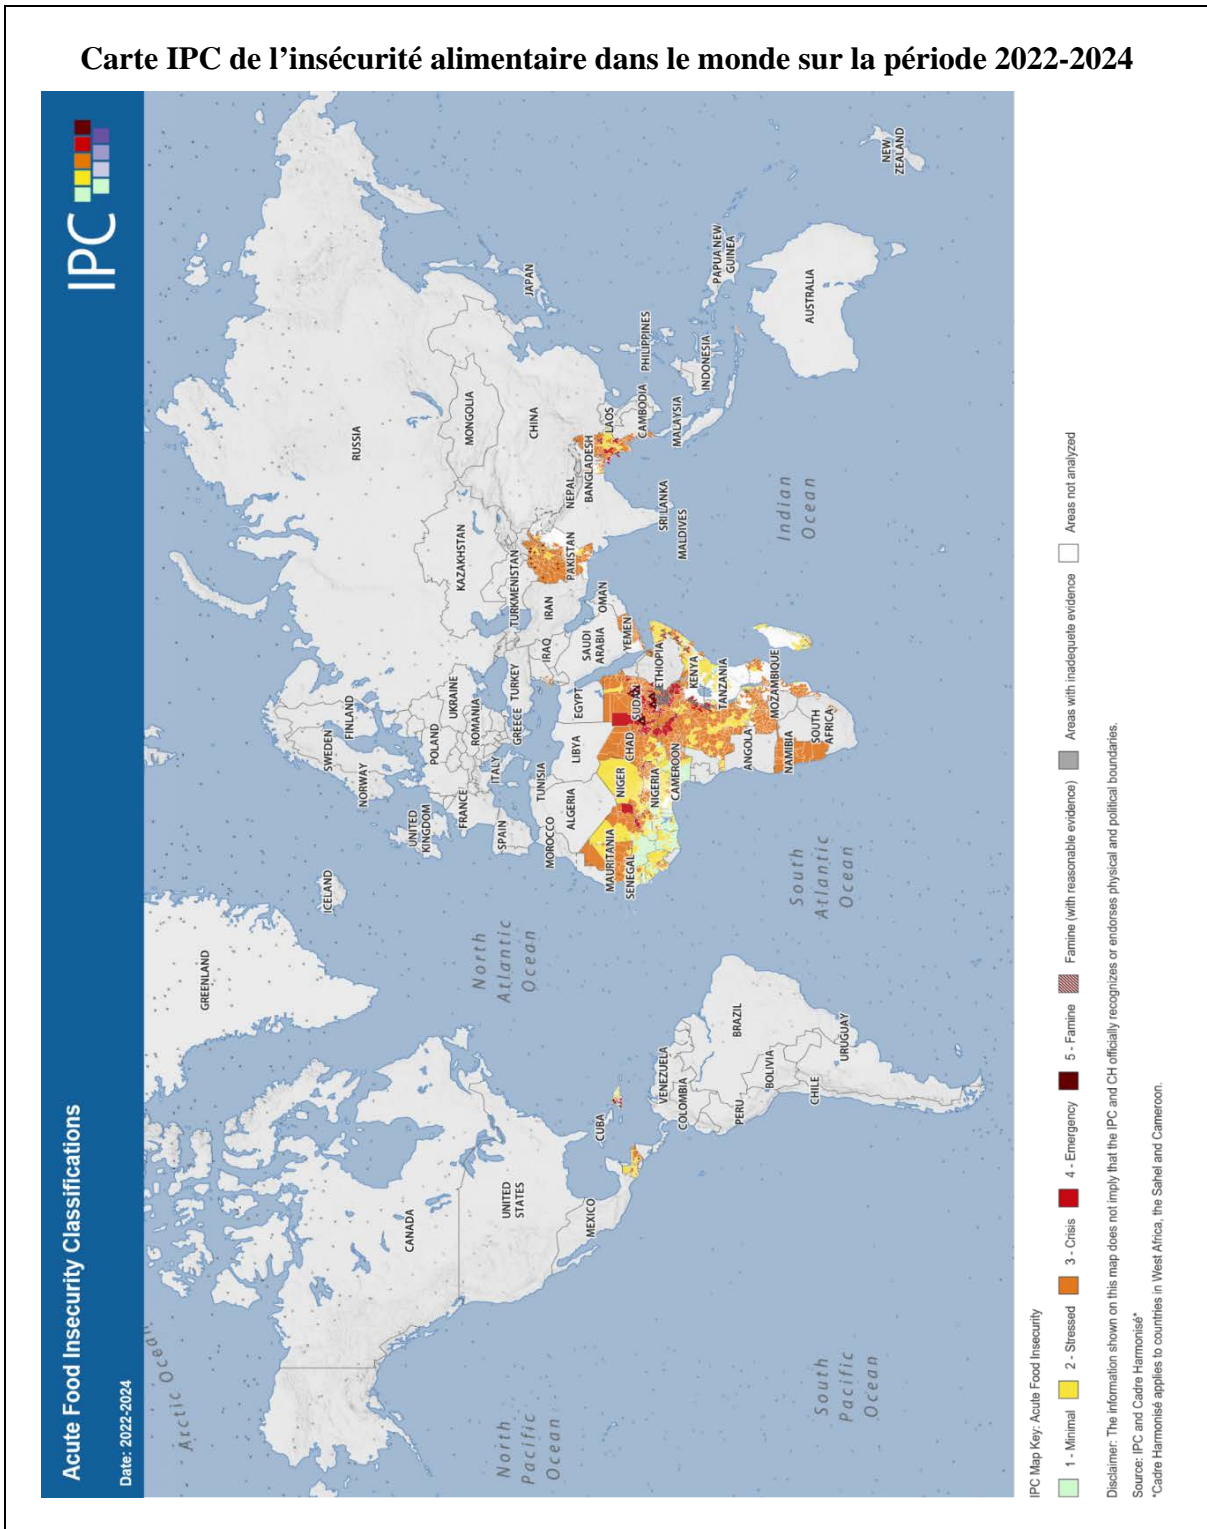 Carte IPC de l’insécurité alimentaire dans le monde sur la période 2022-2024
Acute Food Insecurity Classifications
Date: 2022-2024
IPC
Arctic Ocean
GREENLAND
ICELAND
SWEDEN
FINLAND
NORWAY
RUSSIA
CANADA
UNITED
KINGDOM
POLAND
UKRAINE
FRANCE
ROMANIA
ITALY
SPAIN
GREECE
TURKEY
KAZAKHSTAN
MONGOLIA
TURKMENISTAN
CHINA
JAPAN
North
Pacific
Ocean
UNITED
STATES
North
Atlantic
Ocean
MOROCCO
TUNISIA
ALGERIA
LIBYA
EGYPT
IRAQ
IRAN
PAKISTAN
NEPAL
BANGLADESH
MEXICO
CUBA
SAUDI
ARABIA
OMAN
YEMEN
LAOS
CAMBODIA
PHILIPPINES
MAURITANIA
SENEGAL
NIGER
CHAD
SUDAN
NIGERIA
CAMEROON
ETHIOPIA
KENYA
TANZANIA
SRI LANKA
MALDIVES
MALAYSIA
INDONESIA
PAPUA NEW
GUINEA
VENEZUELA
COLOMBIA
BRAZIL
PERU
BOLIVIA
CHILE
URUGUAY
ANGOLA
NAMIBIA
MOZAMBIQUE
SOUTH
AFRICA
South
Pacific
Ocean
South
Atlantic
Ocean
Indian
Ocean
AUSTRALIA
NEW
ZEALAND
IPC Map Key: Acute Food Insecurity
1 - Minimal 2 - Stressed 3 - Crisis 4 - Emergency 5 - Famine Famine (with reasonable evidence) Areas with inadequete evidence Areas not analyzed
Disclaimer: The information shown on this map does not imply that the IPC and CH officially recognizes or endorses physical and political boundaries.
Source: IPC and Cadre Harmonisé*
*Cadre Harmonisé applies to countries in West Africa, the Sahel and Cameroon.